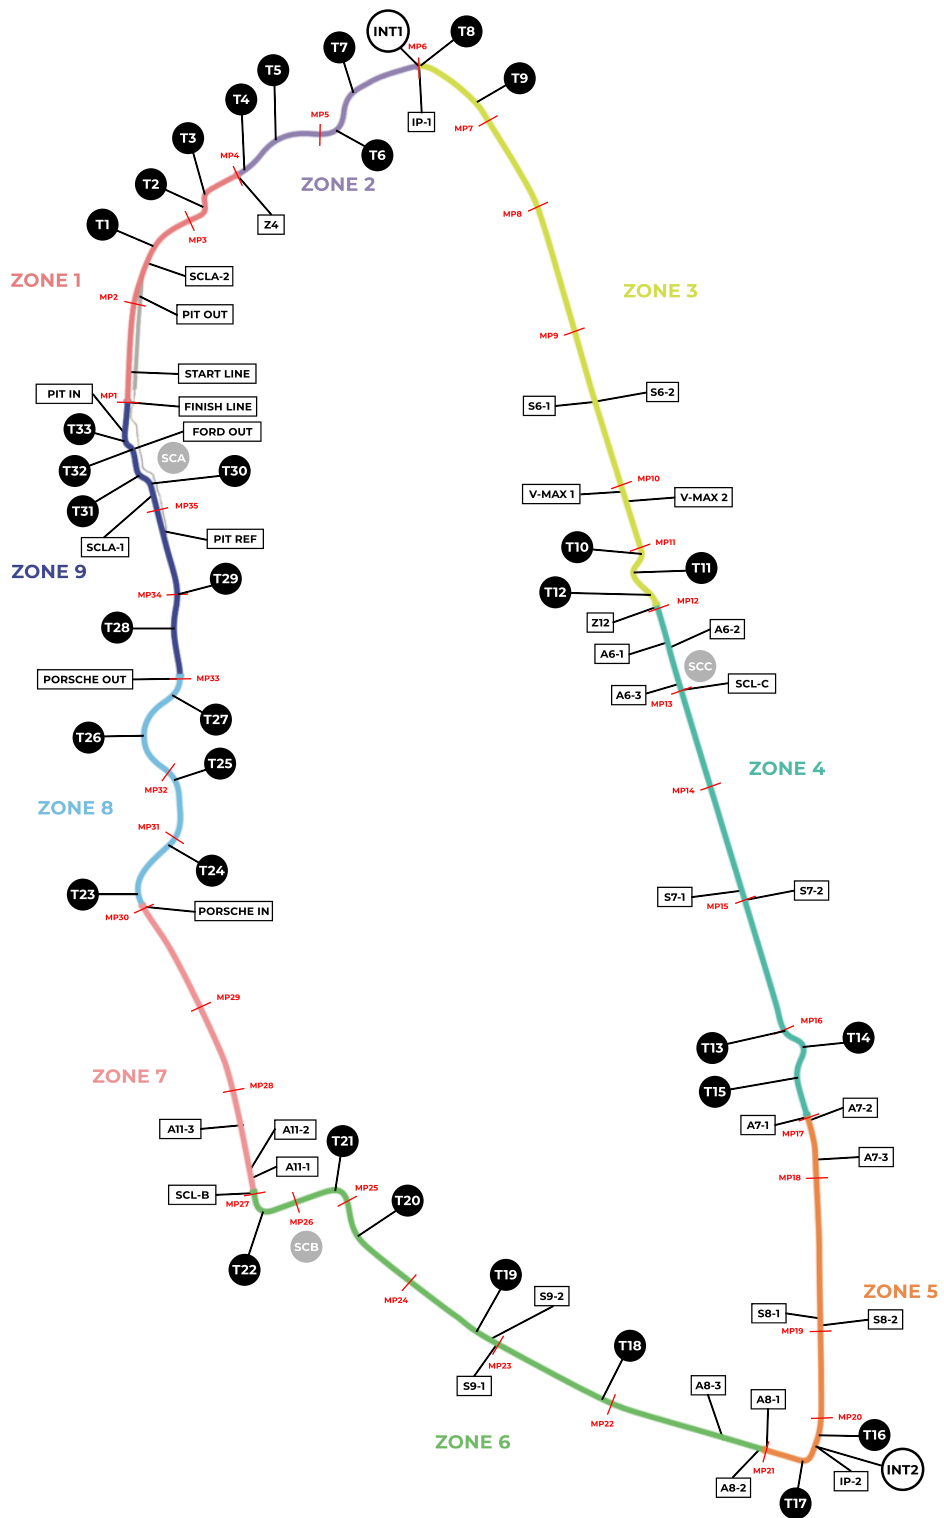 INT1
T8
MP6
T7
T5
T9
T4
MP5
IP-1
MP7
T3
T6
MP4
T2
ZONE 2
MP8
T1
Z4
MP3
SCLA-2
ZONE 1
ZONE 3
MP2
PIT OUT
MP9
START LINE
PIT IN
MP1
S6-2
FINISH LINE
S6-1
T33
FORD OUT
SCA
T32
T30
MP10
V-MAX 1
V-MAX 2
MP35
T31
PIT REF
MP11
SCLA-1
T10
T11
ZONE 9
T29
T12
MP34
MP12
Z12
T28
A6-2
A6-1
SCC
PORSCHE OUT
MP33
SCL-C
A6-3
MP13
T27
T26
T25
ZONE 4
MP32
MP14
ZONE 8
MP31
T24
T23
S7-2
S7-1
MP15
PORSCHE IN
MP30
MP29
MP16
T14
T13
ZONE 7
MP28
T15
A7-2
A7-1
A11-3
A11-2
MP17
T21
A7-3
A11-1
MP18
SCL-B
MP25
MP27
T20
MP26
SCB
T22
T19
ZONE 5
S9-2
MP24
S8-1
S8-2
MP19
T18
MP23
S9-1
A8-3
A8-1
MP20
MP22
T16
ZONE 6
INT2
MP21
IP-2
A8-2
T17